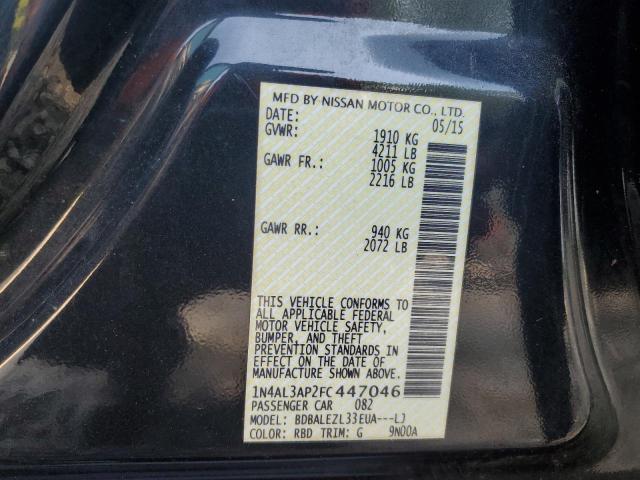 MFD BY NISSAN MOTOR CO., LTD.
DATE: 05/15
GVWR: 1910 KG
4211 LB
GAWR FR.: 1005 KG
2216 LB
GAWR RR.: 940 KG
2072 LB
THIS VEHICLE CONFORMS TO
ALL APPLICABLE FEDERAL
MOTOR VEHICLE SAFETY,
BUMPER, AND THEFT
PREVENTION STANDARDS IN
EFFECT ON THE DATE OF
MANUFACTURE SHOWN ABOVE.
1N4AL3AP2FC447046
PASSENGER CAR 082
MODEL: BDBALEZL33EUA---LJ
COLOR: RBD TRIM: G 9N00A